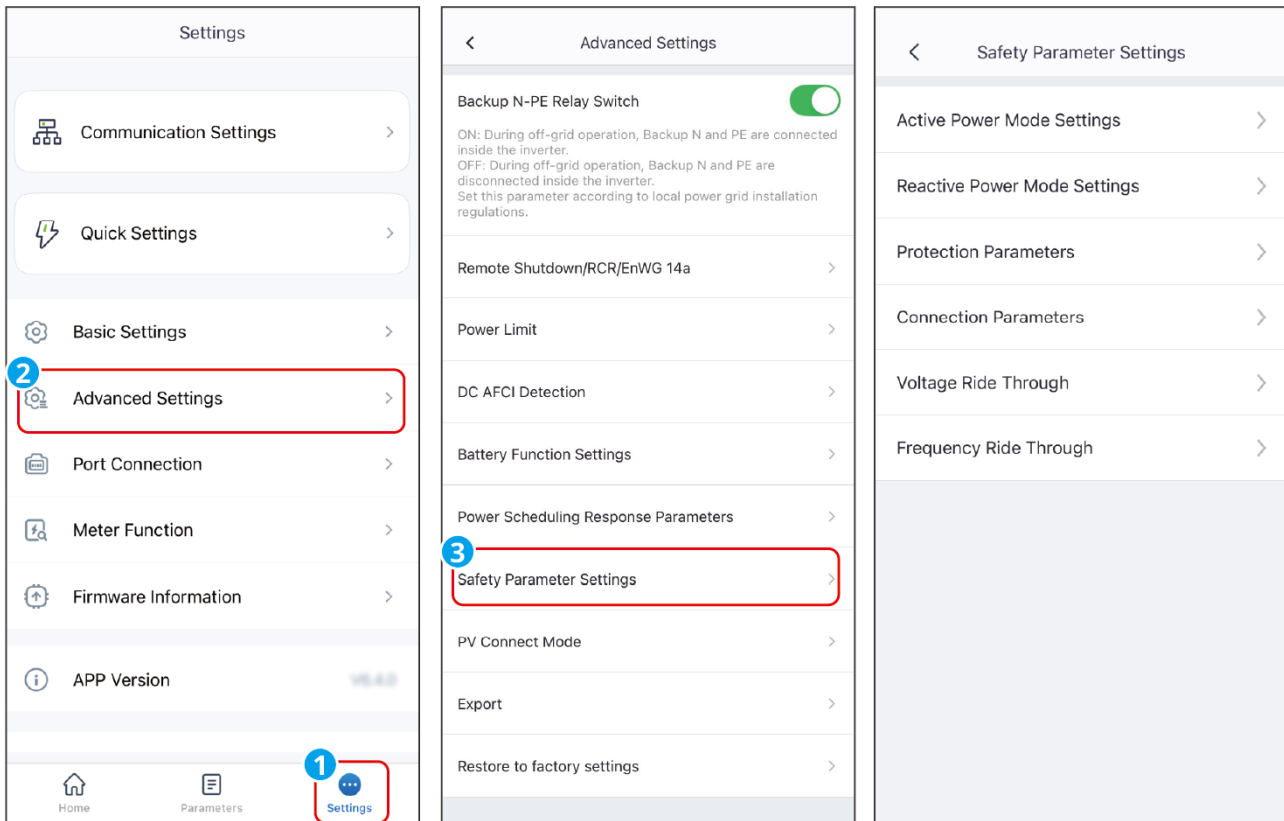 Settings
Communication Settings
Quick Settings
Basic Settings
2
Advanced Settings
Port Connection
Meter Function
Firmware Information
APP Version
V6.4.0
1
Home
Parameters
Settings
Advanced Settings
Backup N-PE Relay Switch
ON: During off-grid operation, Backup N and PE are connected
inside the inverter.
OFF: During off-grid operation, Backup N and PE are
disconnected inside the inverter.
Set this parameter according to local power grid installation
regulations.
Remote Shutdown/RCR/EnWG 14a
Power Limit
DC AFCI Detection
Battery Function Settings
Power Scheduling Response Parameters
3
Safety Parameter Settings
PV Connect Mode
Export
Restore to factory settings
Safety Parameter Settings
Active Power Mode Settings
Reactive Power Mode Settings
Protection Parameters
Connection Parameters
Voltage Ride Through
Frequency Ride Through